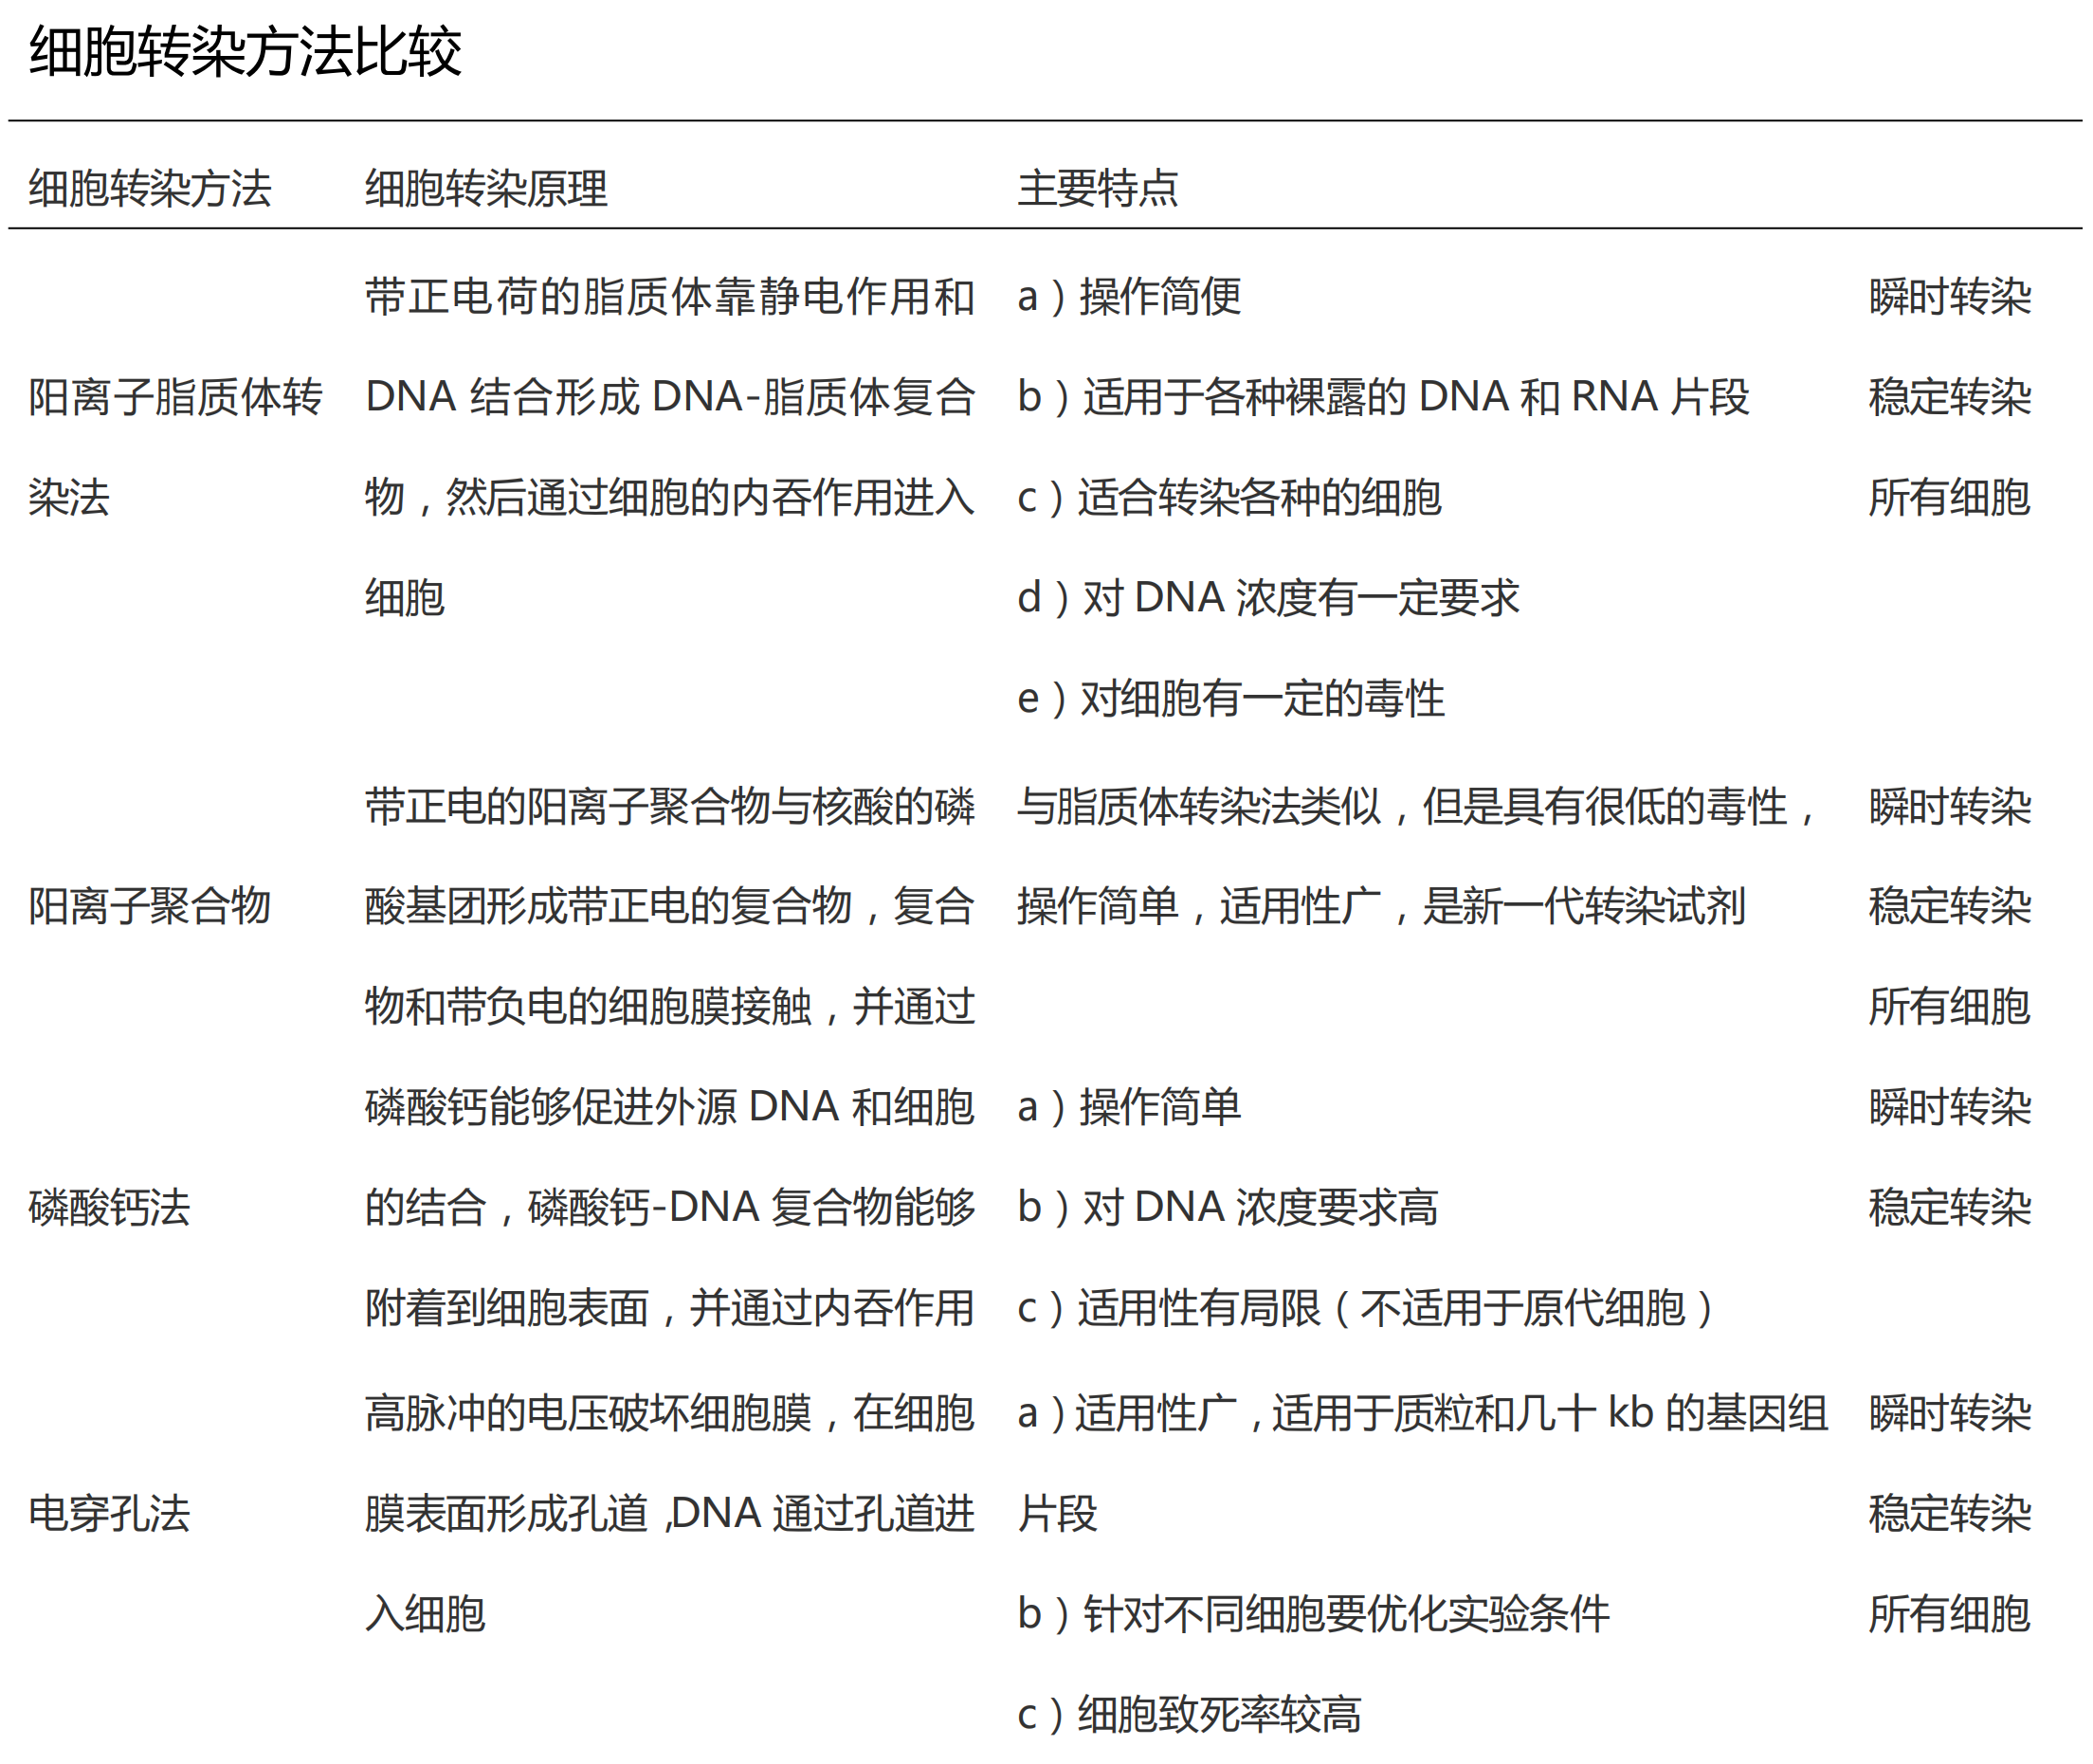 细胞转染方法比较
细胞转染方法 细胞转染原理 主要特点
带正电荷的脂质体靠静电作用和 a）操作简便 瞬时转染
阳离子脂质体转 DNA 结合形成 DNA-脂质体复合 b）适用于各种裸露的 DNA 和 RNA 片段 稳定转染
染法 物，然后通过细胞的内吞作用进入 c）适合转染各种的细胞 所有细胞
细胞 d）对 DNA 浓度有一定要求
e）对细胞有一定的毒性
带正电的阳离子聚合物与核酸的磷 与脂质体转染法类似，但是具有很低的毒性， 瞬时转染
阳离子聚合物 酸基团形成带正电的复合物，复合 操作简单，适用性广，是新一代转染试剂 稳定转染
物和带负电的细胞膜接触，并通过 所有细胞
磷酸钙能够促进外源 DNA 和细胞 a）操作简单 瞬时转染
磷酸钙法 的结合，磷酸钙-DNA 复合物能够 b）对 DNA 浓度要求高 稳定转染
附着到细胞表面，并通过内吞作用 c）适用性有局限（不适用于原代细胞）
高脉冲的电压破坏细胞膜，在细胞 a）适用性广，适用于质粒和几十 kb 的基因组 瞬时转染
电穿孔法 膜表面形成孔道，DNA 通过孔道进 片段 稳定转染
入细胞 b）针对不同细胞要优化实验条件 所有细胞
c）细胞致死率较高